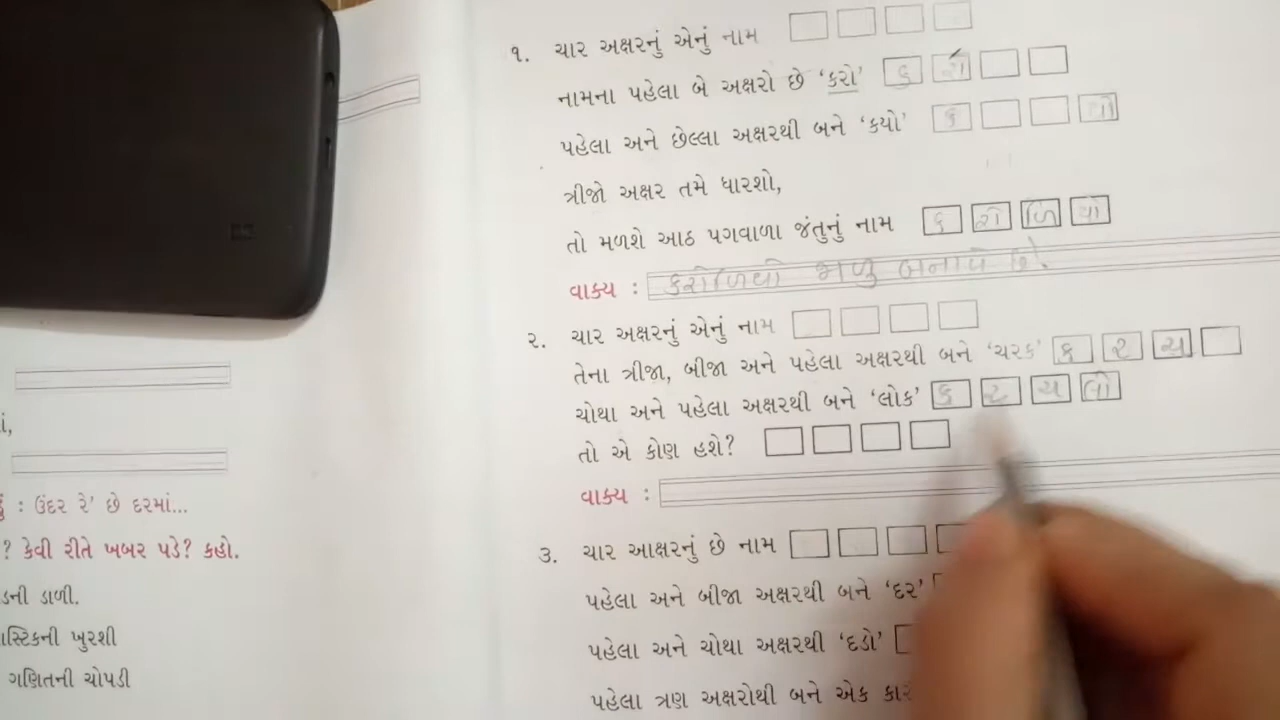 ૧. ચાર અક્ષરનું એનું નામ
નામના પહેલા બે અક્ષરો છે ‘કરો’ ક રો
પહેલા અને છેલ્લા અક્ષરથી બને ‘કયો’ ક યો
ત્રીજો અક્ષર તમે ધારશો,
તો મળશે આઠ પગવાળા જંતુનું નામ ક રો ળિ યો
વાક્ય : કરોળિયો જાળુ બનાવે છે.
૨. ચાર અક્ષરનું એનું નામ
તેના ત્રીજા, બીજા અને પહેલા અક્ષરથી બને ‘ચરક’ ક ર ચ
ચોથા અને પહેલા અક્ષરથી બને ‘લોક’ ક ર ચ લો
તો એ કોણ હશે?
વાક્ય :
૩. ચાર આક્ષરનું છે નામ
પહેલા અને બીજા અક્ષરથી બને ‘દર’
પહેલા અને ચોથા અક્ષરથી ‘દડો’
પહેલા ત્રણ અક્ષરોથી બને એક
: ઉંદર રે’ છે દરમાં...
? કેવી રીતે ખબર પડે? કહો.
ડની ડાળી.
સ્ટિકની ખુરશી
ગણિતની ચોપડી